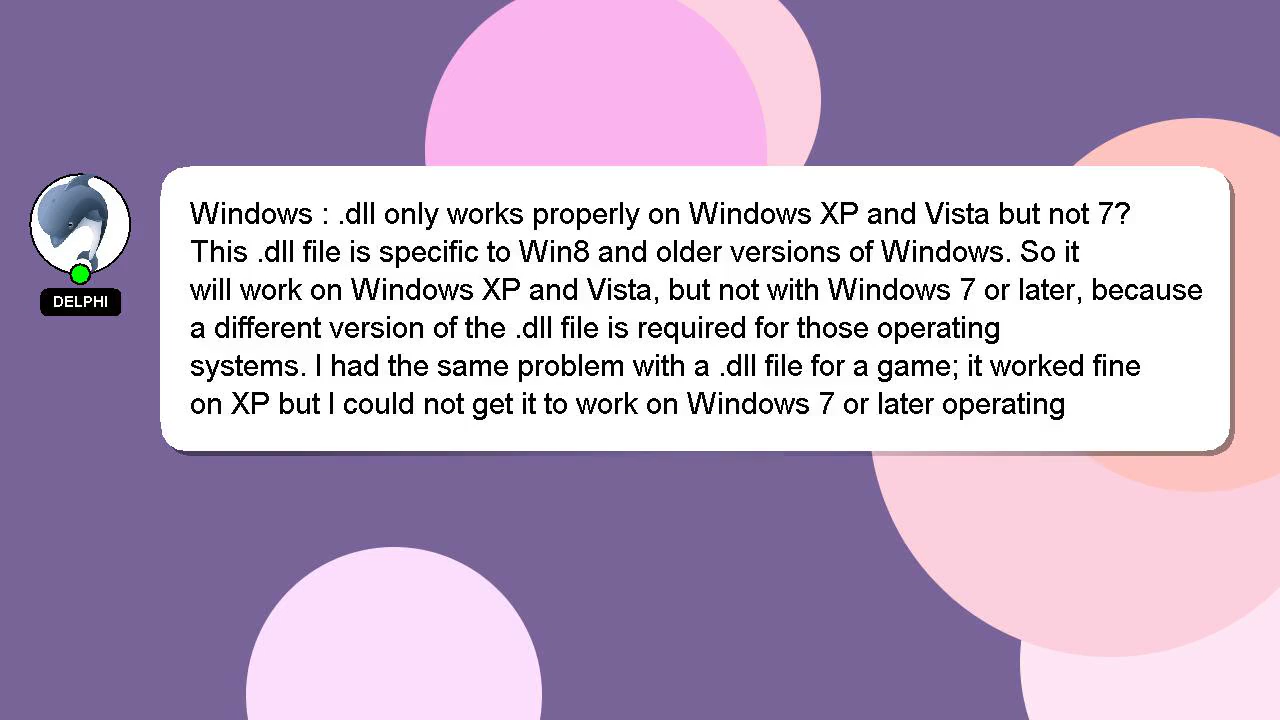 Windows : .dll only works properly on Windows XP and Vista but not 7?
This .dll file is specific to Win8 and older versions of Windows. So it
will work on Windows XP and Vista, but not with Windows 7 or later, because
a different version of the .dll file is required for those operating
systems. I had the same problem with a .dll file for a game; it worked fine
on XP but I could not get it to work on Windows 7 or later operating
DELPHI